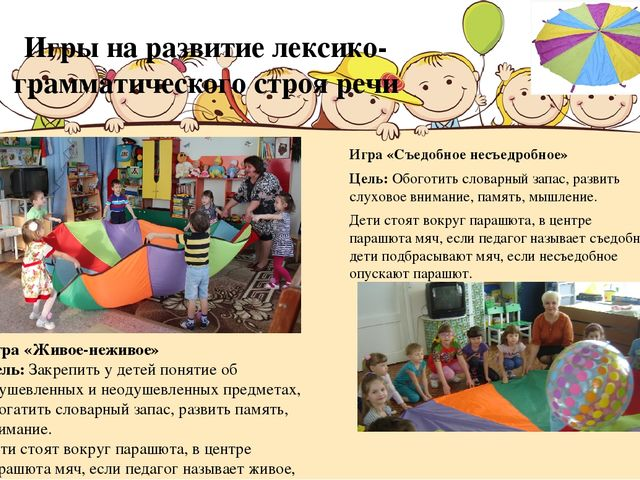 Игры на развитие лексико-
грамматического строя речи
Игра «Съедобное несъедробное»
Цель: Обоготить словарный запас, развить
слуховое внимание, память, мышление.
Дети стоят вокруг парашюта, в центре
парашюта мяч, если педагог называет съедобн
дети подбрасывают мяч, если несъедобное
опускают парашют.
гра «Живое-неживое»
ель: Закрепить у детей понятие об
ушевленных и неодушевленных предметах,
огатить словарный запас, развить память,
имание.
ти стоят вокруг парашюта, в центре
рашюта мяч, если педагог называет живое,